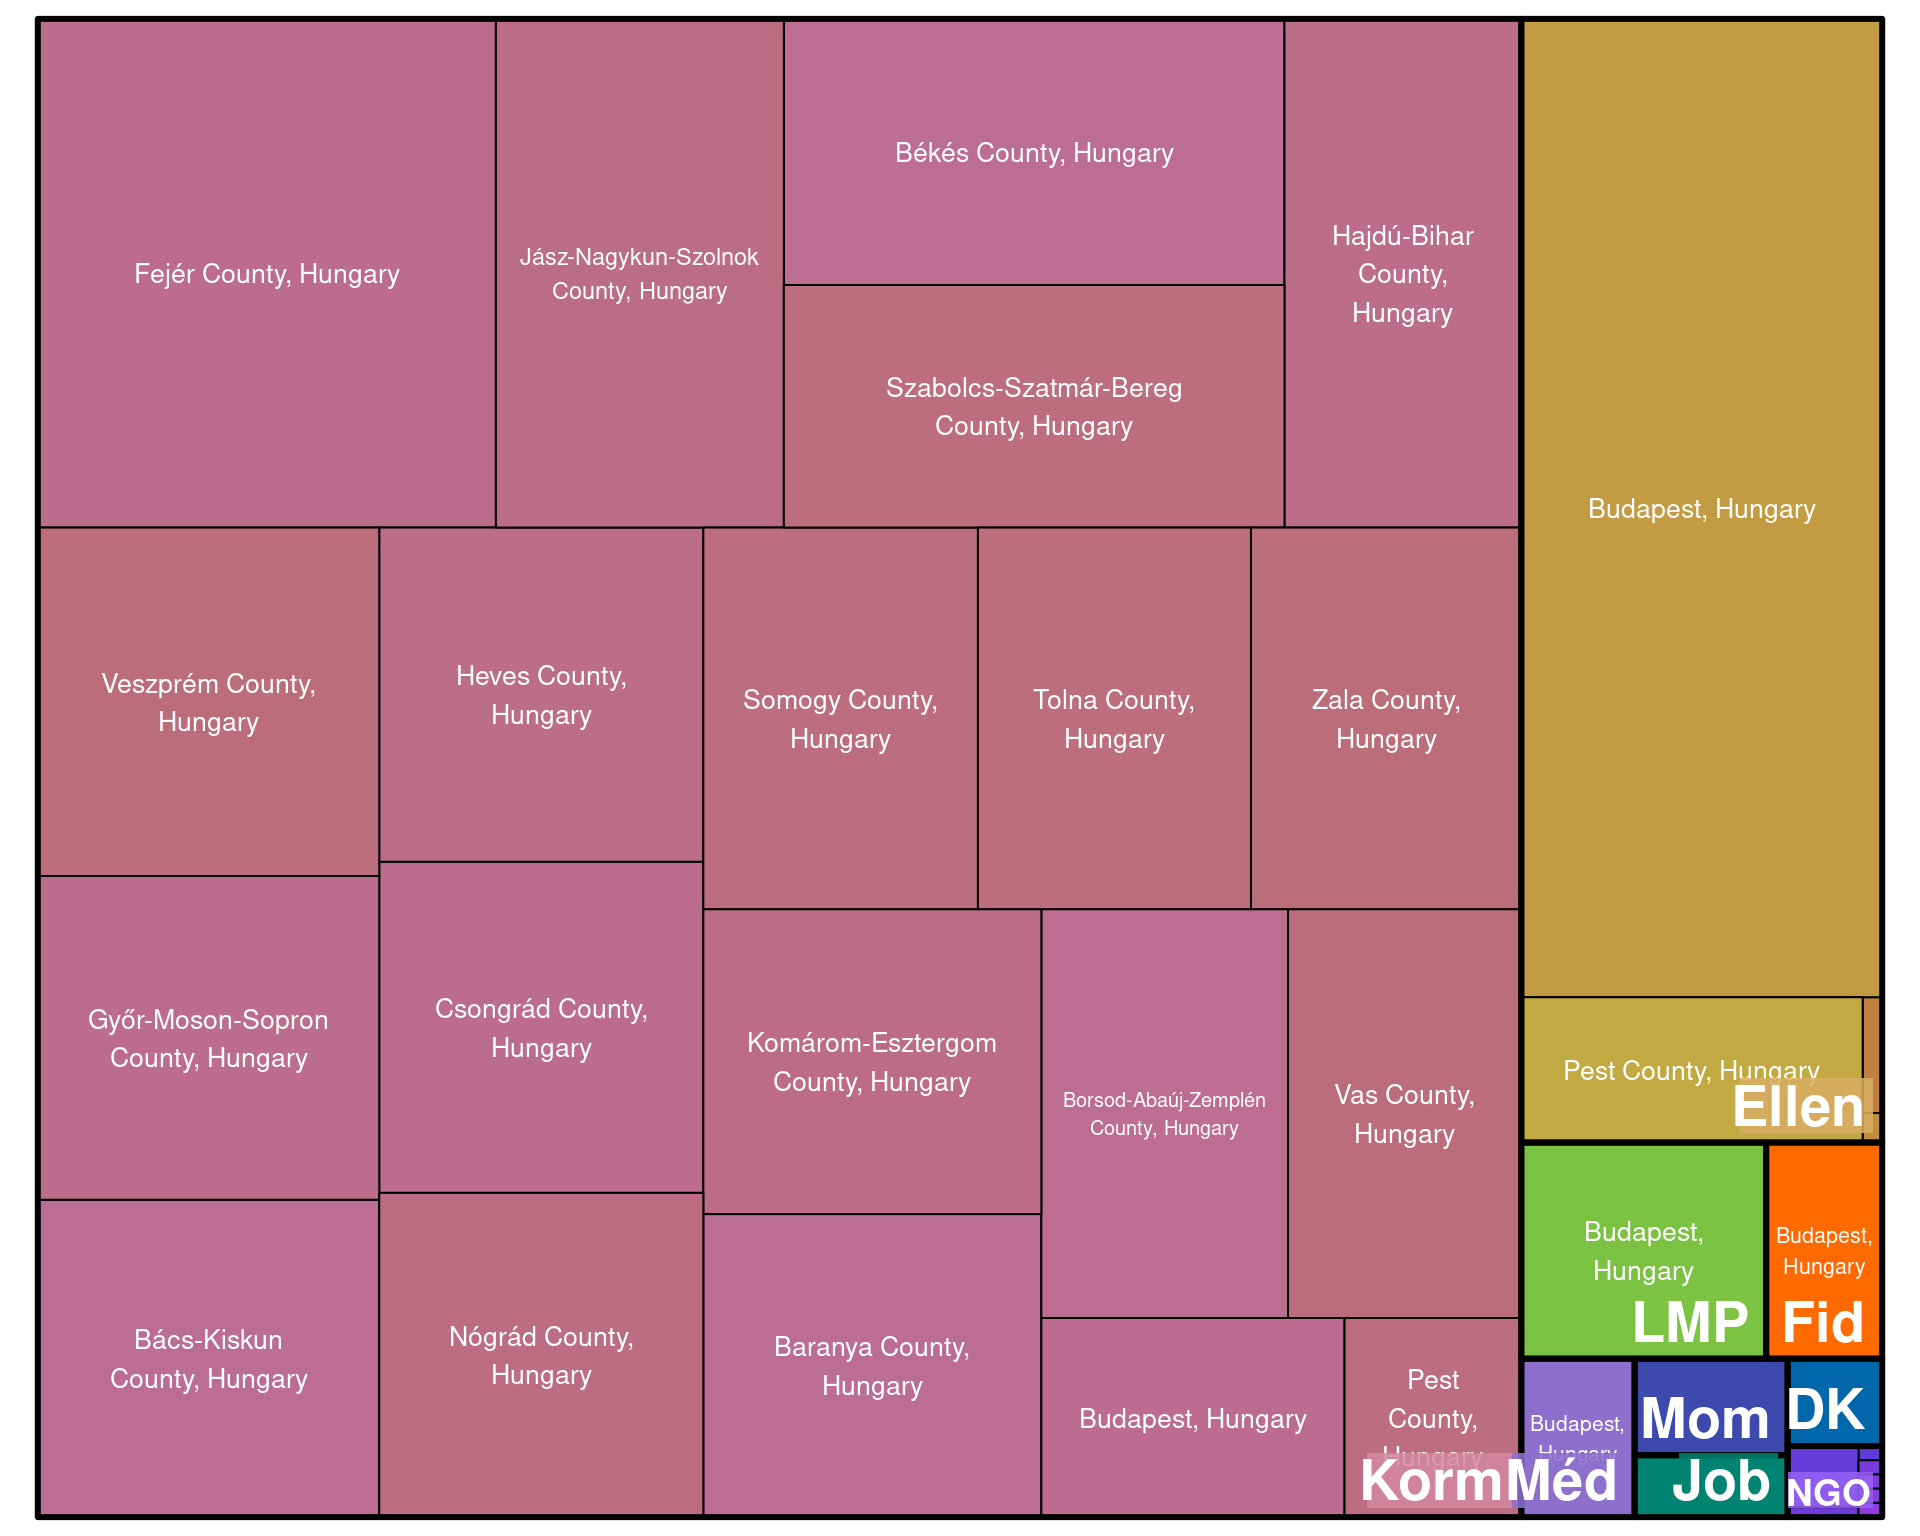 Fejér County, Hungary
Jász-Nagykun-Szolnok
County, Hungary
Békés County, Hungary
Szabolcs-Szatmár-Bereg
County, Hungary
Hajdú-Bihar
County,
Hungary
Budapest, Hungary
Veszprém County,
Hungary
Heves County,
Hungary
Somogy County,
Hungary
Tolna County,
Hungary
Zala County,
Hungary
Győr-Moson-Sopron
County, Hungary
Csongrád County,
Hungary
Komárom-Esztergom
County, Hungary
Borsod-Abaúj-Zemplén
County, Hungary
Vas County,
Hungary
Pest County, Hungary
Ellen
Bács-Kiskun
County, Hungary
Nógrád County,
Hungary
Baranya County,
Hungary
Budapest, Hungary
Pest
County,
Hungary
Korm
Budapest,
Hungary
LMP
Budapest,
Hungary
Fid
Budapest,
Hungary
Méd
Mom
DK
Job
NGO